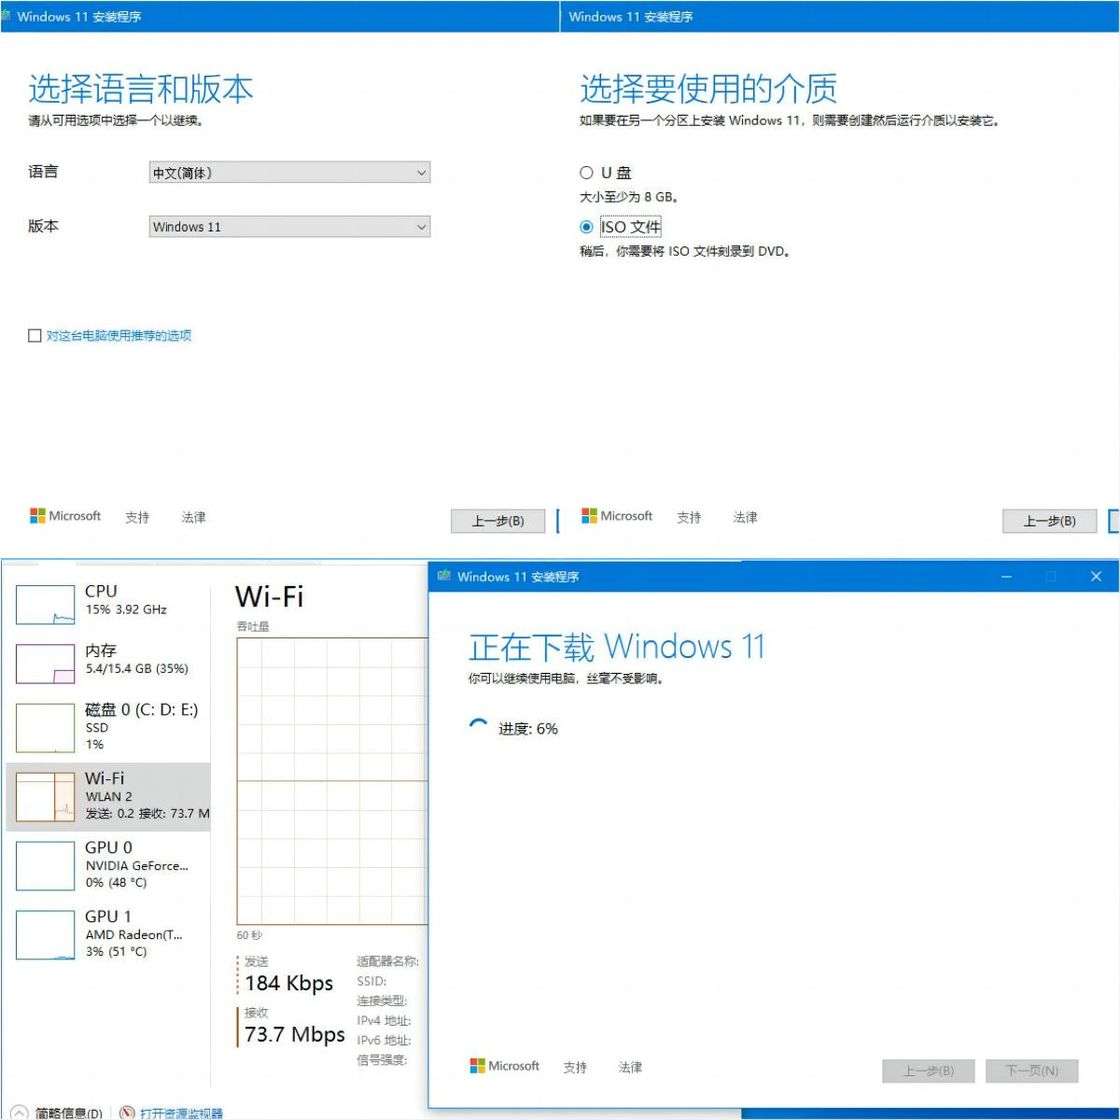 Windows 11 安装程序
选择语言和版本
请从可用选项中选择一个以继续。
语言
中文(简体)
版本
Windows 11
对这台电脑使用推荐的选项
Microsoft
支持
法律
上一步(B)
Windows 11 安装程序
选择要使用的介质
如果要在另一个分区上安装 Windows 11，则需要创建然后运行介质以安装它。
U 盘
大小至少为 8 GB。
ISO 文件
稍后，你需要将 ISO 文件刻录到 DVD。
Microsoft
支持
法律
上一步(B)
CPU
15% 3.92 GHz
内存
5.4/15.4 GB (35%)
磁盘 0 (C: D: E:)
SSD
1%
Wi-Fi
WLAN 2
发送: 0.2 接收: 73.7 M
GPU 0
NVIDIA GeForce...
0% (48 °C)
GPU 1
AMD Radeon(T...
3% (51 °C)
简略信息(D)
打开资源监视器
Wi-Fi
吞吐量
60 秒
发送
184 Kbps
接收
73.7 Mbps
适配器名称:
SSID:
连接类型:
IPv4 地址:
IPv6 地址:
信号强度:
Windows 11 安装程序
正在下载 Windows 11
你可以继续使用电脑，丝毫不受影响。
进度: 6%
Microsoft
支持
法律
上一步(B)
下一页(N)